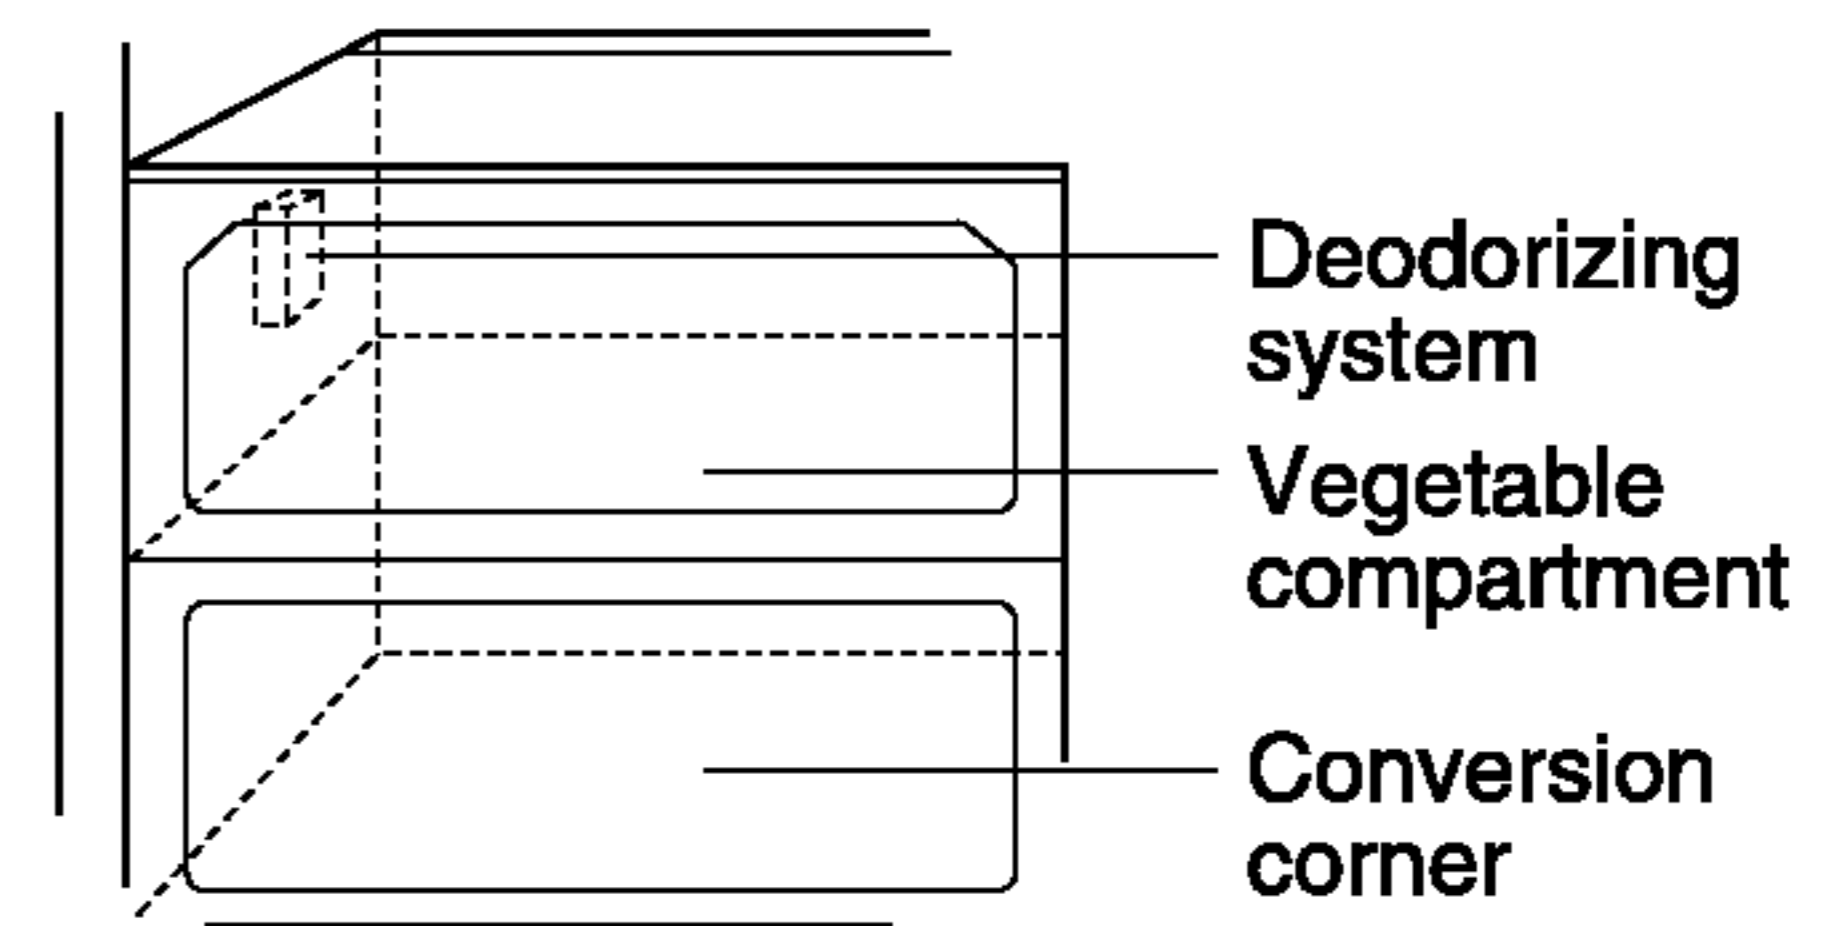 Deodorizing
system
Vegetable
compartment
Conversion
corner